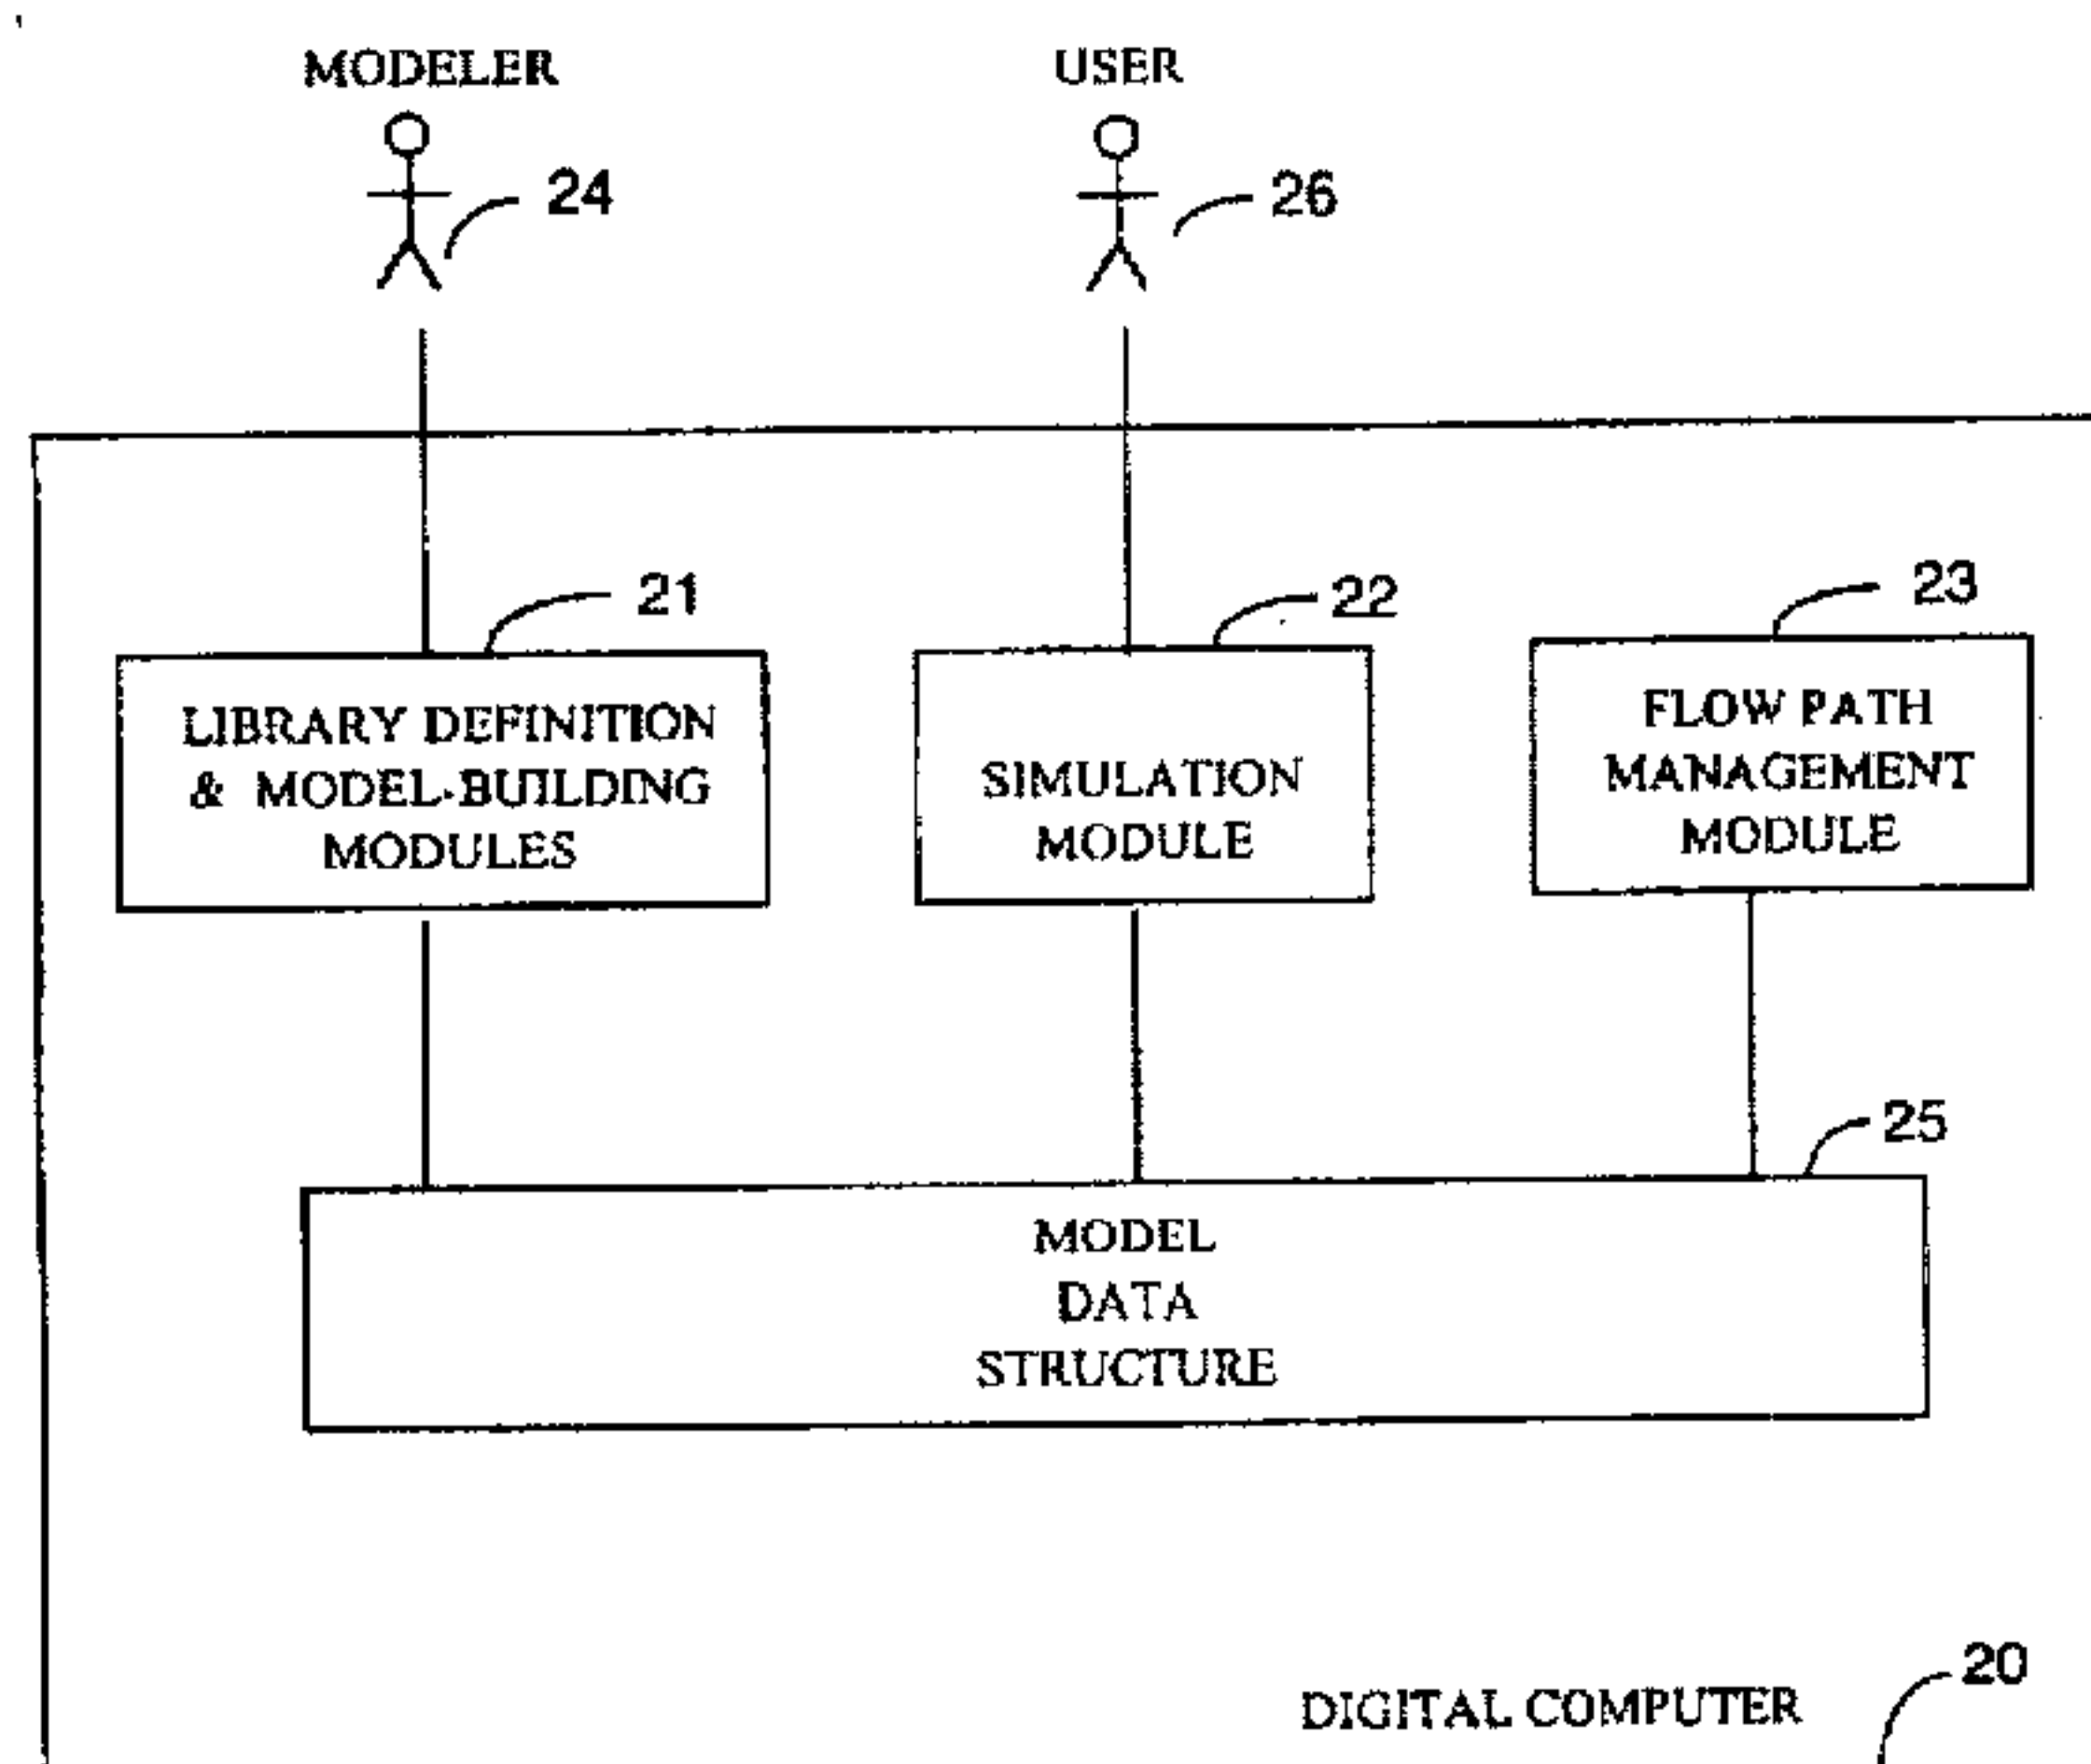 MODELER
USER
24
26
21
22
23
LIBRARY DEFINITION
& MODEL-BUILDING
MODULES
SIMULATION
MODULE
FLOW PATH
MANAGEMENT
MODULE
25
MODEL
DATA
STRUCTURE
20
DIGITAL COMPUTER